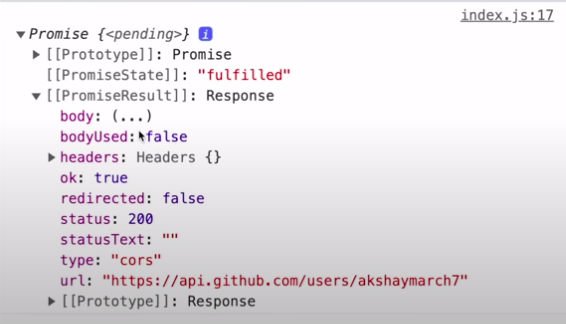 index.js:17
Promise {<pending>} i
[[Prototype]]: Promise
[[PromiseState]]: "fulfilled"
[[PromiseResult]]: Response
body: (...)
bodyUsed: false
headers: Headers {}
ok: true
redirected: false
status: 200
statusText: ""
type: "cors"
url: "https://api.github.com/users/akshaymarch7"
[[Prototype]]: Response